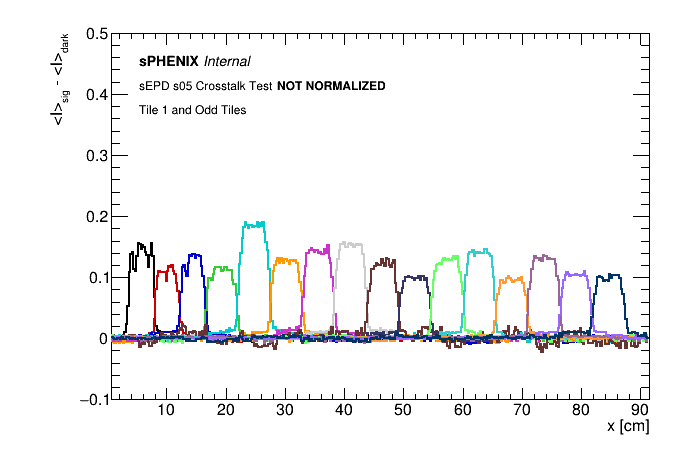 <I>sig - <I>dark
0.5
sPHENIX Internal
sEPD s05 Crosstalk Test NOT NORMALIZED
0.4
Tile 1 and Odd Tiles
0.3
0.2
0.1
0
−0.1
10 20 30 40 50 60 70 80 90
x [cm]